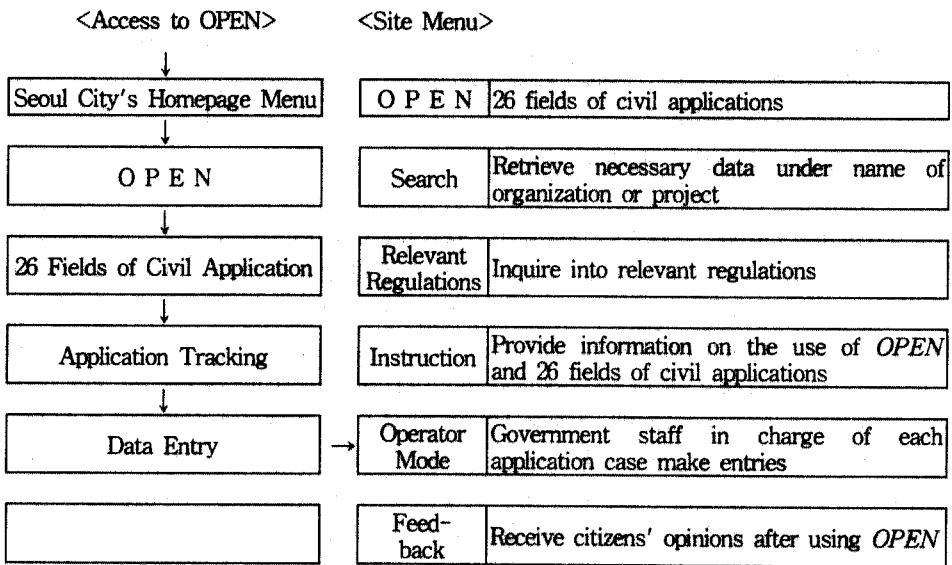 <Access to OPEN> <Site Menu>
Seoul City's Homepage Menu
O P E N 26 fields of civil applications
O P E N
Search Retrieve necessary data under name of
organization or project
26 Fields of Civil Application
Relevant
Regulations Inquire into relevant regulations
Application Tracking
Instruction Provide information on the use of OPEN
and 26 fields of civil applications
Data Entry
Operator
Mode Government staff in charge of each
application case make entries
Feed-
back Receive citizens' opinions after using OPEN